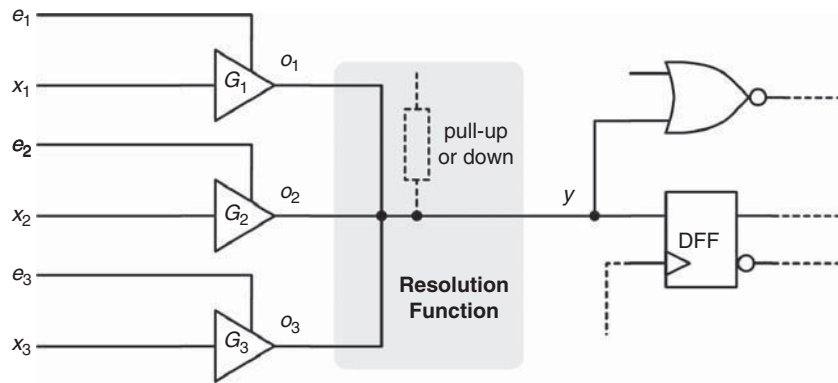 e1
x1
G1
o1
pull-up
or down
e2
x2
G2
o2
y
DFF
e3
x3
G3
o3
Resolution
Function